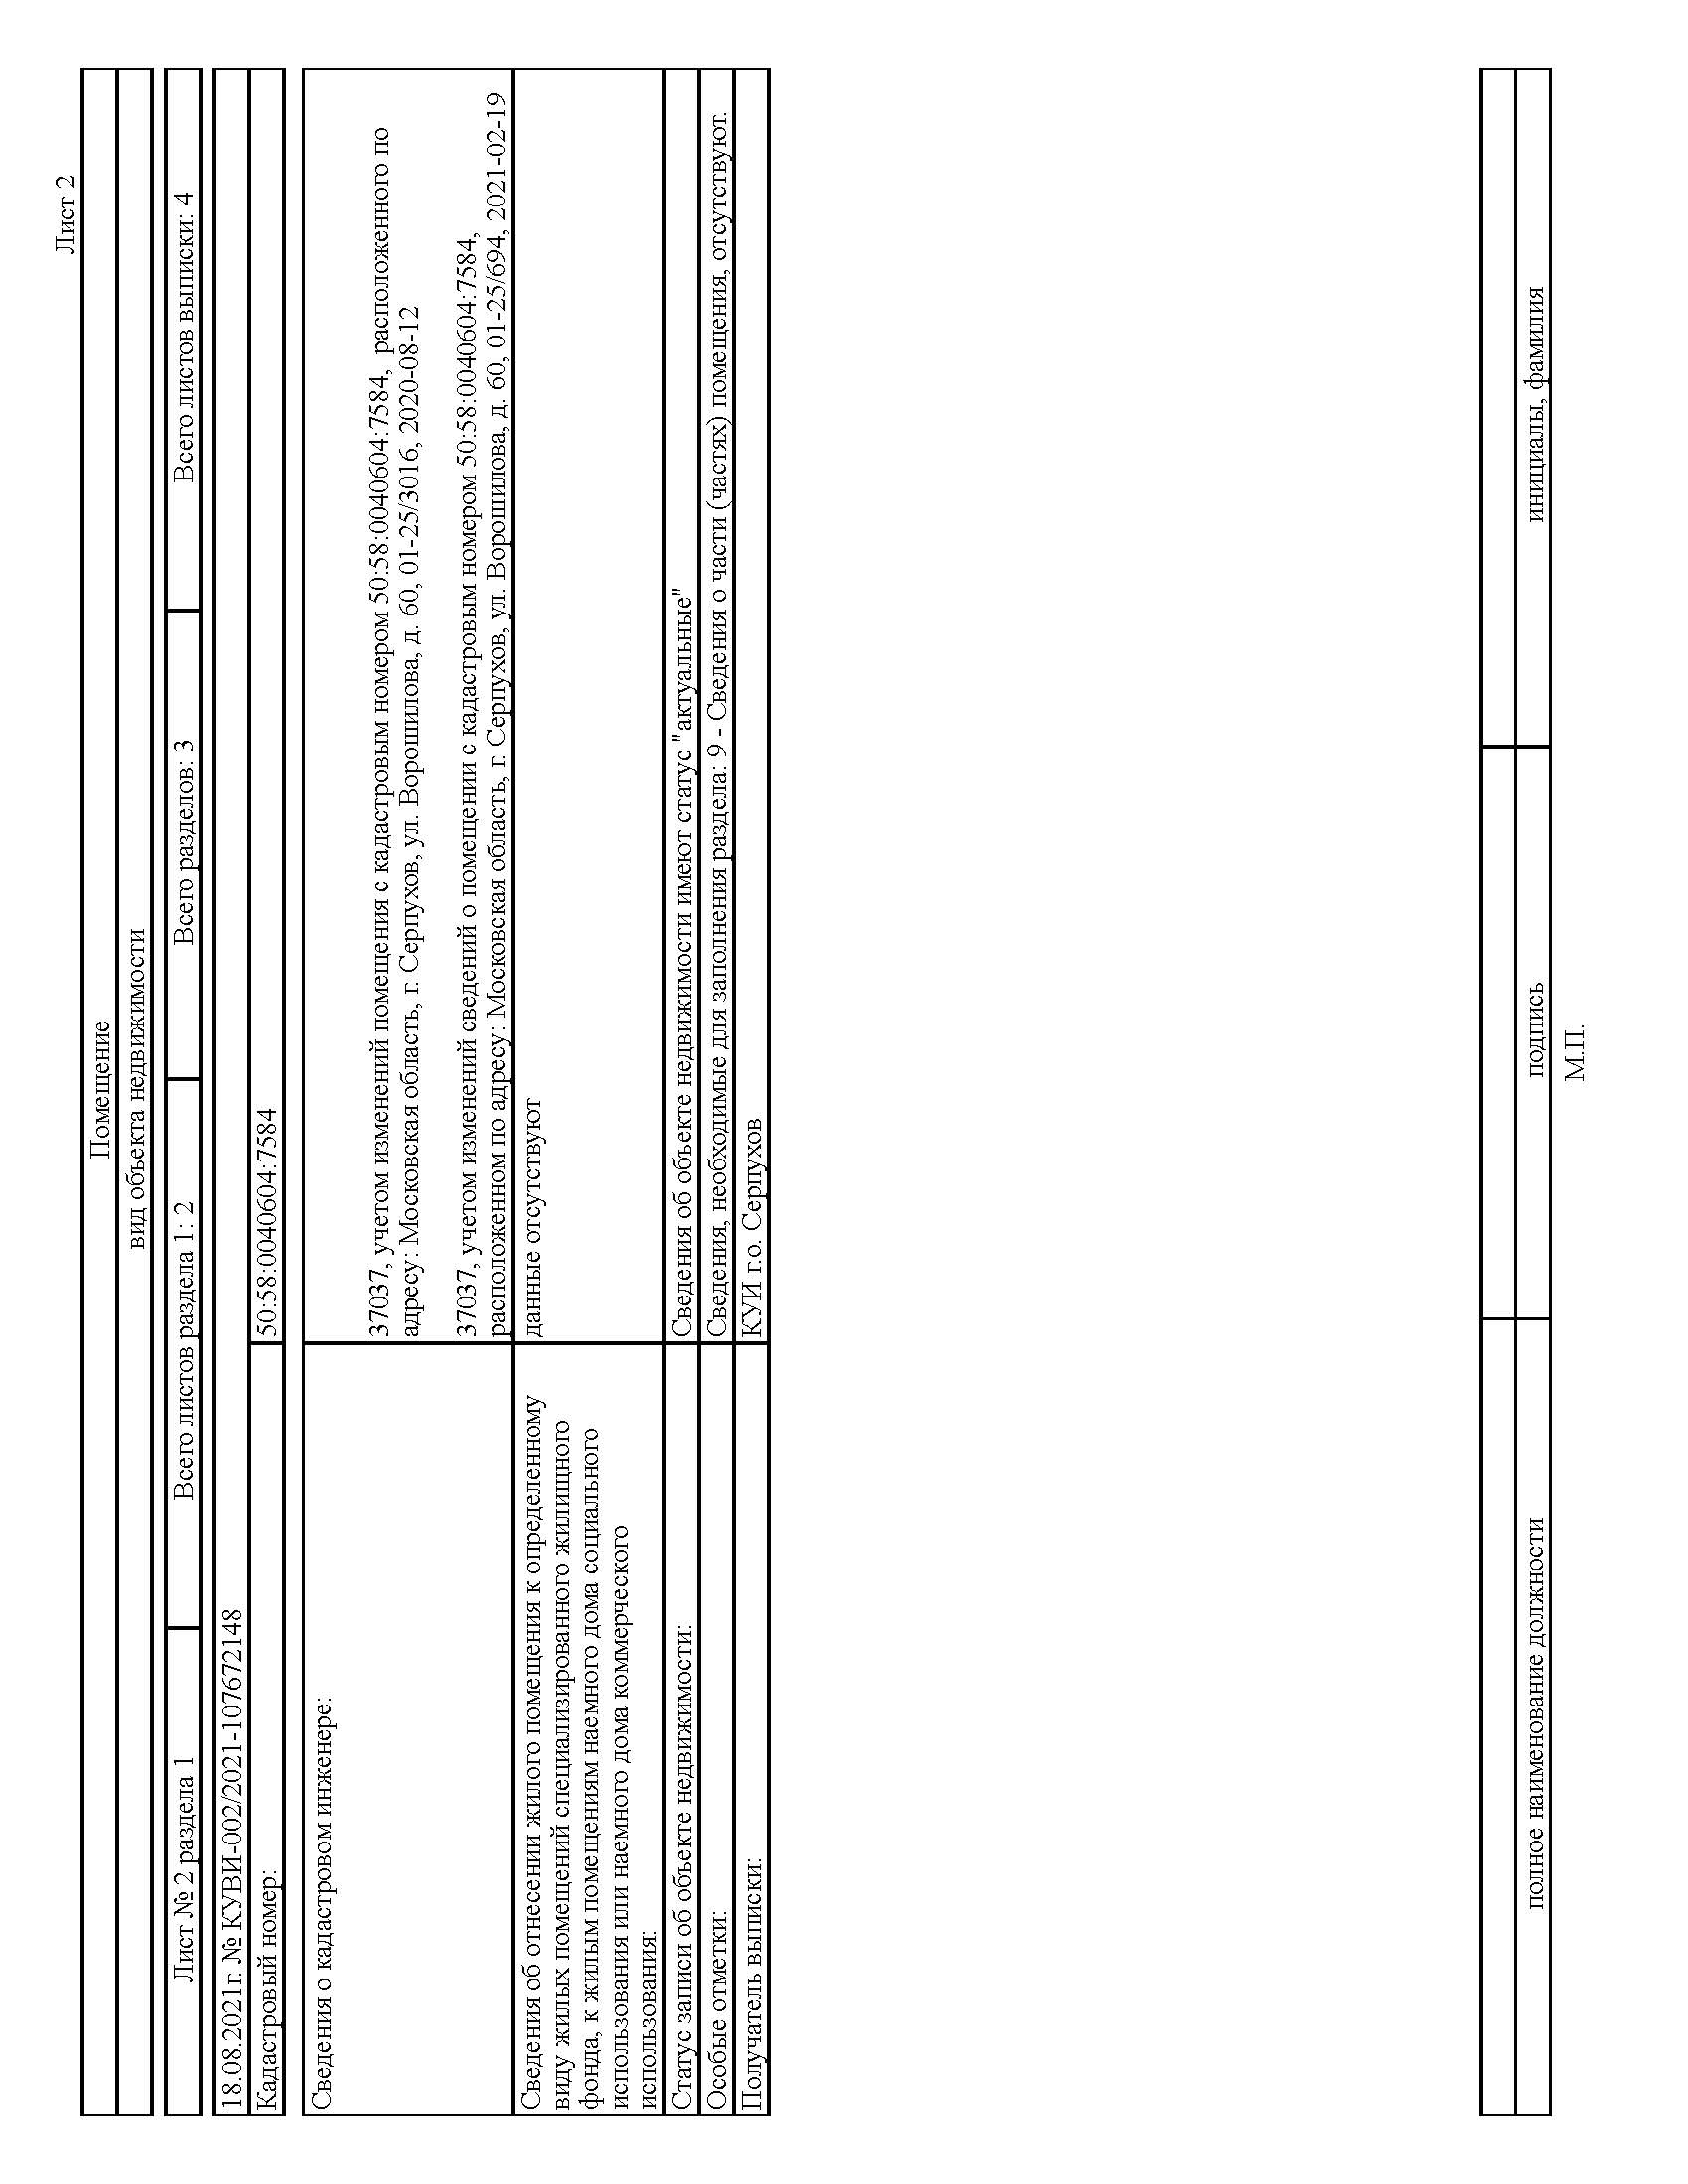 Лист 2
Помещение
вид объекта недвижимости
Лист № 2 раздела 1
Всего листов раздела 1: 2
Всего разделов: 3
Всего листов выписки: 4
18.08.2021г. № КУВИ-002/2021-107672148
Кадастровый номер:
50:58:0040604:7584
Сведения о кадастровом инженере:
37037, учетом изменений помещения с кадастровым номером 50:58:0040604:7584, расположенного по
адресу: Московская область, г. Серпухов, ул. Ворошилова, д. 60, 01-25/3016, 2020-08-12
37037, учетом изменений сведений о помещении с кадастровым номером 50:58:0040604:7584,
расположенном по адресу: Московская область, г. Серпухов, ул. Ворошилова, д. 60, 01-25/694, 2021-02-19
Сведения об отнесении жилого помещения к определенному
виду жилых помещений специализированного жилищного
фонда, к жилым помещениям наемного дома социального
использования или наемного дома коммерческого
использования:
данные отсутствуют
Статус записи об объекте недвижимости:
Сведения об объекте недвижимости имеют статус "актуальные"
Особые отметки:
Сведения, необходимые для заполнения раздела: 9 - Сведения о части (частях) помещения, отсутствуют.
Получатель выписки:
КУИ г.о. Серпухов
полное наименование должности
подпись
инициалы, фамилия
М.П.